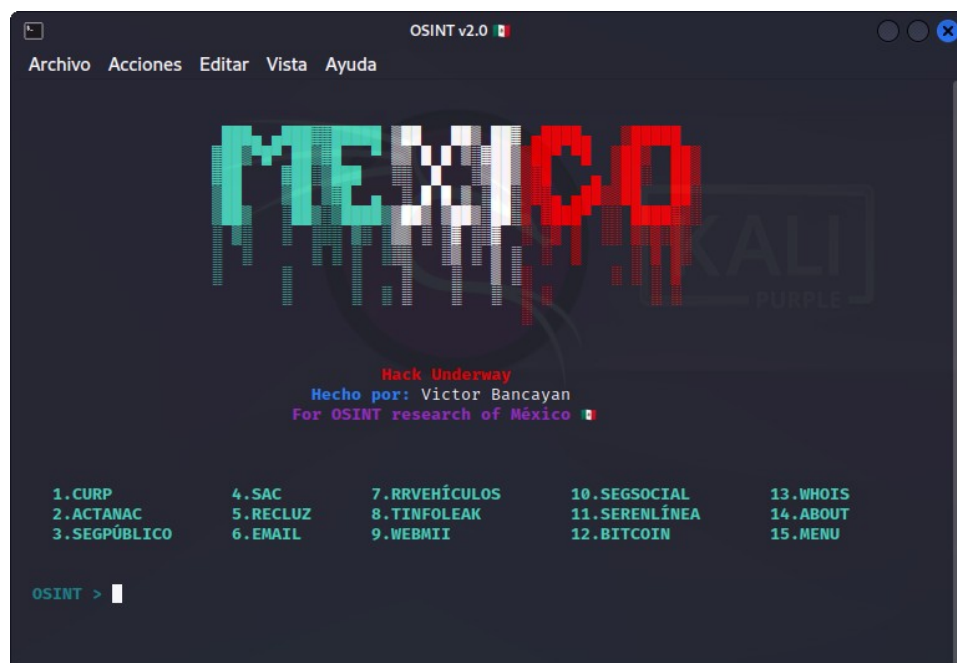 OSINT v2.0
Archivo Acciones Editar Vista Ayuda
MEXICO
KALI
PURPLE
Hack Underway
Hecho por: Victor Bancayan
For OSINT research of México
1.CURP 4.SAC 7.RRVEHÍCULOS 10.SEGSOCIAL 13.WHOIS
2.ACTANAC 5.RECLUZ 8.TINFOLEAK 11.SERENLÍNEA 14.ABOUT
3.SEGPÚBLICO 6.EMAIL 9.WEBMII 12.BITCOIN 15.MENU
OSINT >